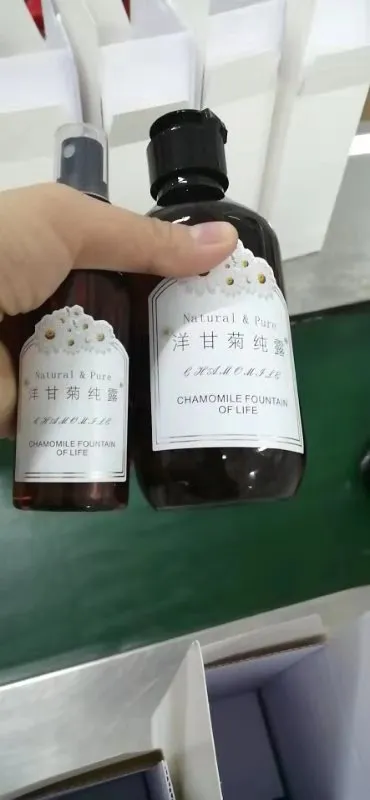 Natural & Pure
洋甘菊纯露
CHAMOMILE
CHAMOMILE FOUNTAIN
OF LIFE
Natural & Pure
洋甘菊纯露
CHAMOMILE
CHAMOMILE FOUNTAIN
OF LIFE